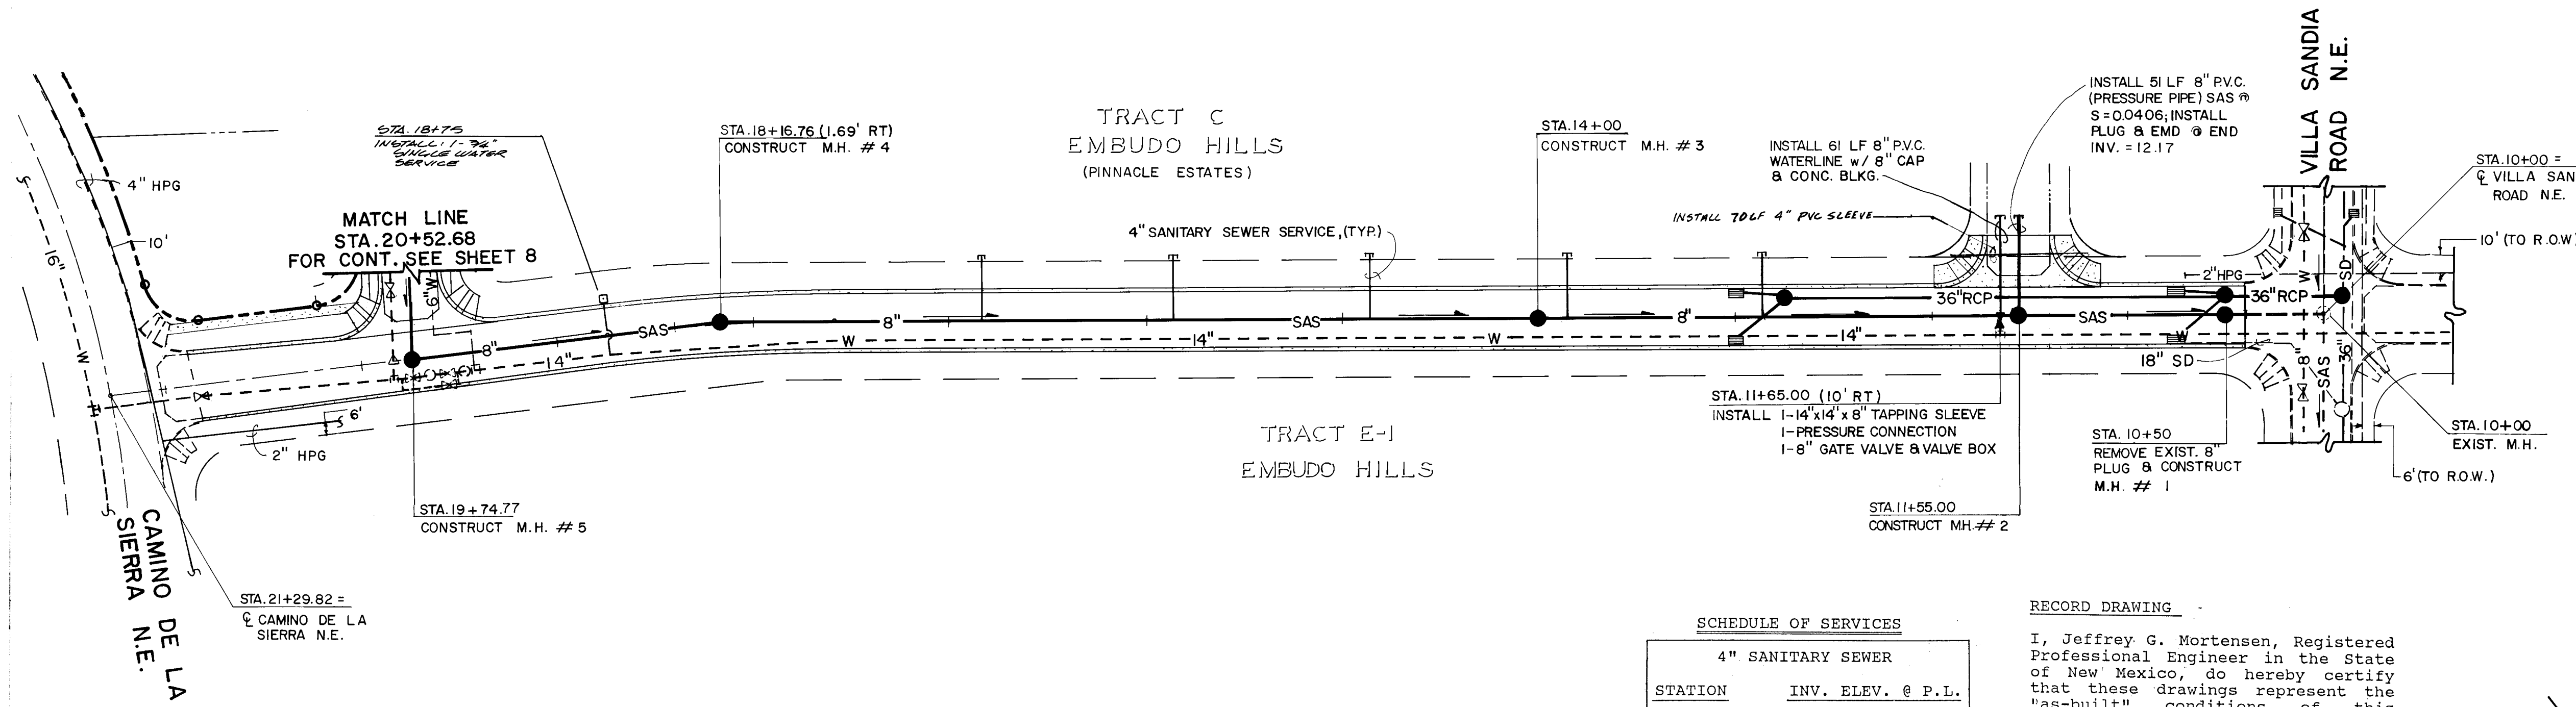 VILLA SANDIA
ROAD N.E.
TRACT C
EMBUDO HILLS
(PINNACLE ESTATES)
STA. 18+75
INSTALL: 1-3/4"
SINGLE WATER
SERVICE
STA.18+16.76 (1.69' RT)
CONSTRUCT M.H. # 4
STA.14+00
CONSTRUCT M.H. # 3
INSTALL 61 LF 8" P.V.C.
WATERLINE w/ 8" CAP
& CONC. BLKG.
INSTALL 51 LF 8" P.V.C.
(PRESSURE PIPE) SAS @
S=0.0406; INSTALL
PLUG & EMD @ END
INV. = 12.17
STA.10+00 =
℄ VILLA SAN
ROAD N.E.
4" HPG
10'
16"
W
MATCH LINE
STA.20+52.68
FOR CONT. SEE SHEET 8
6"W
4" SANITARY SEWER SERVICE,(TYP.)
INSTALL 70LF 4" PVC SLEEVE
10' (TO R.O.W)
2"HPG
W
SD
36"RCP
36"RCP
8"
SAS
8"
SAS
8"
SAS
14"
W
14"
W
14"
W
18" SD
8"
SAS
36"
6'
2" HPG
STA.11+65.00 (10' RT)
INSTALL 1-14"x14"x 8" TAPPING SLEEVE
1-PRESSURE CONNECTION
1-8" GATE VALVE & VALVE BOX
TRACT E-1
EMBUDO HILLS
STA. 10+50
REMOVE EXIST. 8"
PLUG & CONSTRUCT
M.H. # 1
STA.10+00
EXIST. M.H.
6'(TO R.O.W.)
STA.19+74.77
CONSTRUCT M.H. # 5
STA.11+55.00
CONSTRUCT M.H.# 2
CAMINO DE LA
SIERRA N.E.
STA.21+29.82 =
℄ CAMINO DE LA
SIERRA N.E.
SCHEDULE OF SERVICES
4" SANITARY SEWER
STATION INV. ELEV. @ P.L.
RECORD DRAWING
I, Jeffrey G. Mortensen, Registered
Professional Engineer in the State
of New Mexico, do hereby certify
that these drawings represent the
"as-built" conditions of this